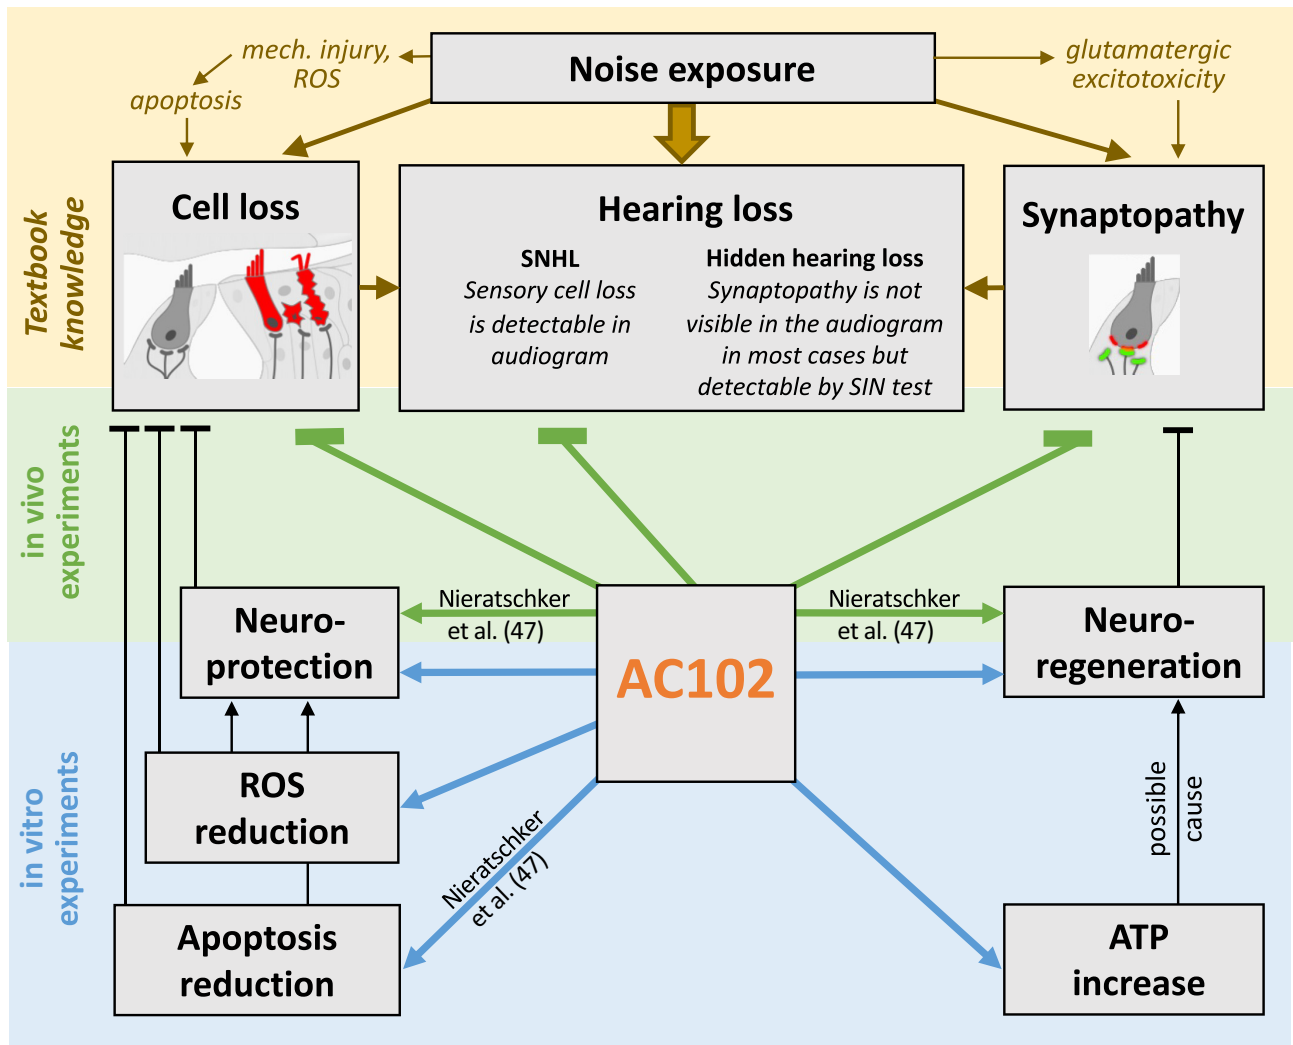 Noise exposure
mech. injury,
ROS
apoptosis
glutamatergic
excitotoxicity
Textbook
knowledge
Cell loss
Hearing loss
SNHL
Sensory cell loss
is detectable in
audiogram
Hidden hearing loss
Synaptopathy is not
visible in the audiogram
in most cases but
detectable by SIN test
Synaptopathy
in vivo
experiments
Neuro-
protection
Nieratschker
et al. (47)
AC102
Nieratschker
et al. (47)
Neuro-
regeneration
in vitro
experiments
ROS
reduction
Nieratschker
et al. (47)
possible
cause
Apoptosis
reduction
ATP
increase